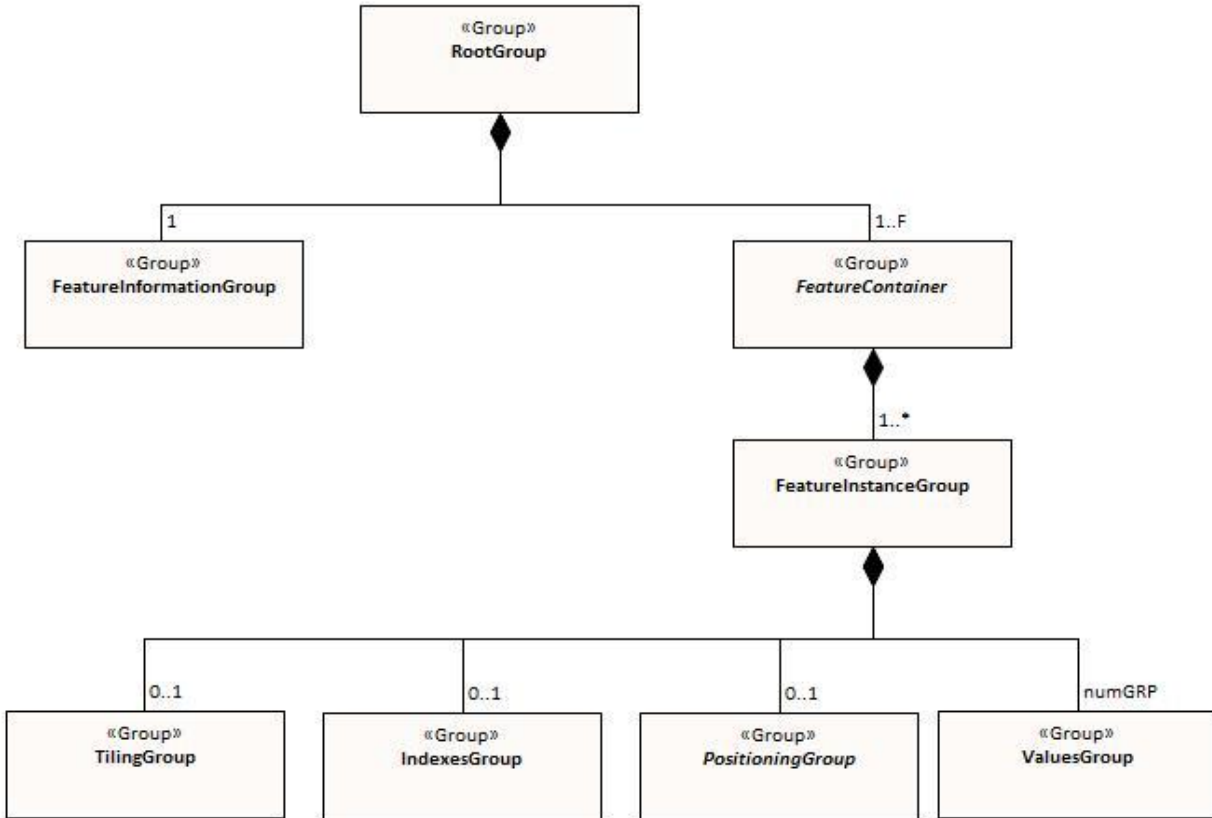 «Group»
RootGroup
1
1..F
«Group»
FeatureInformationGroup
«Group»
FeatureContainer
1..*
«Group»
FeatureInstanceGroup
0..1
0..1
0..1
numGRP
«Group»
TilingGroup
«Group»
IndexesGroup
«Group»
PositioningGroup
«Group»
ValuesGroup